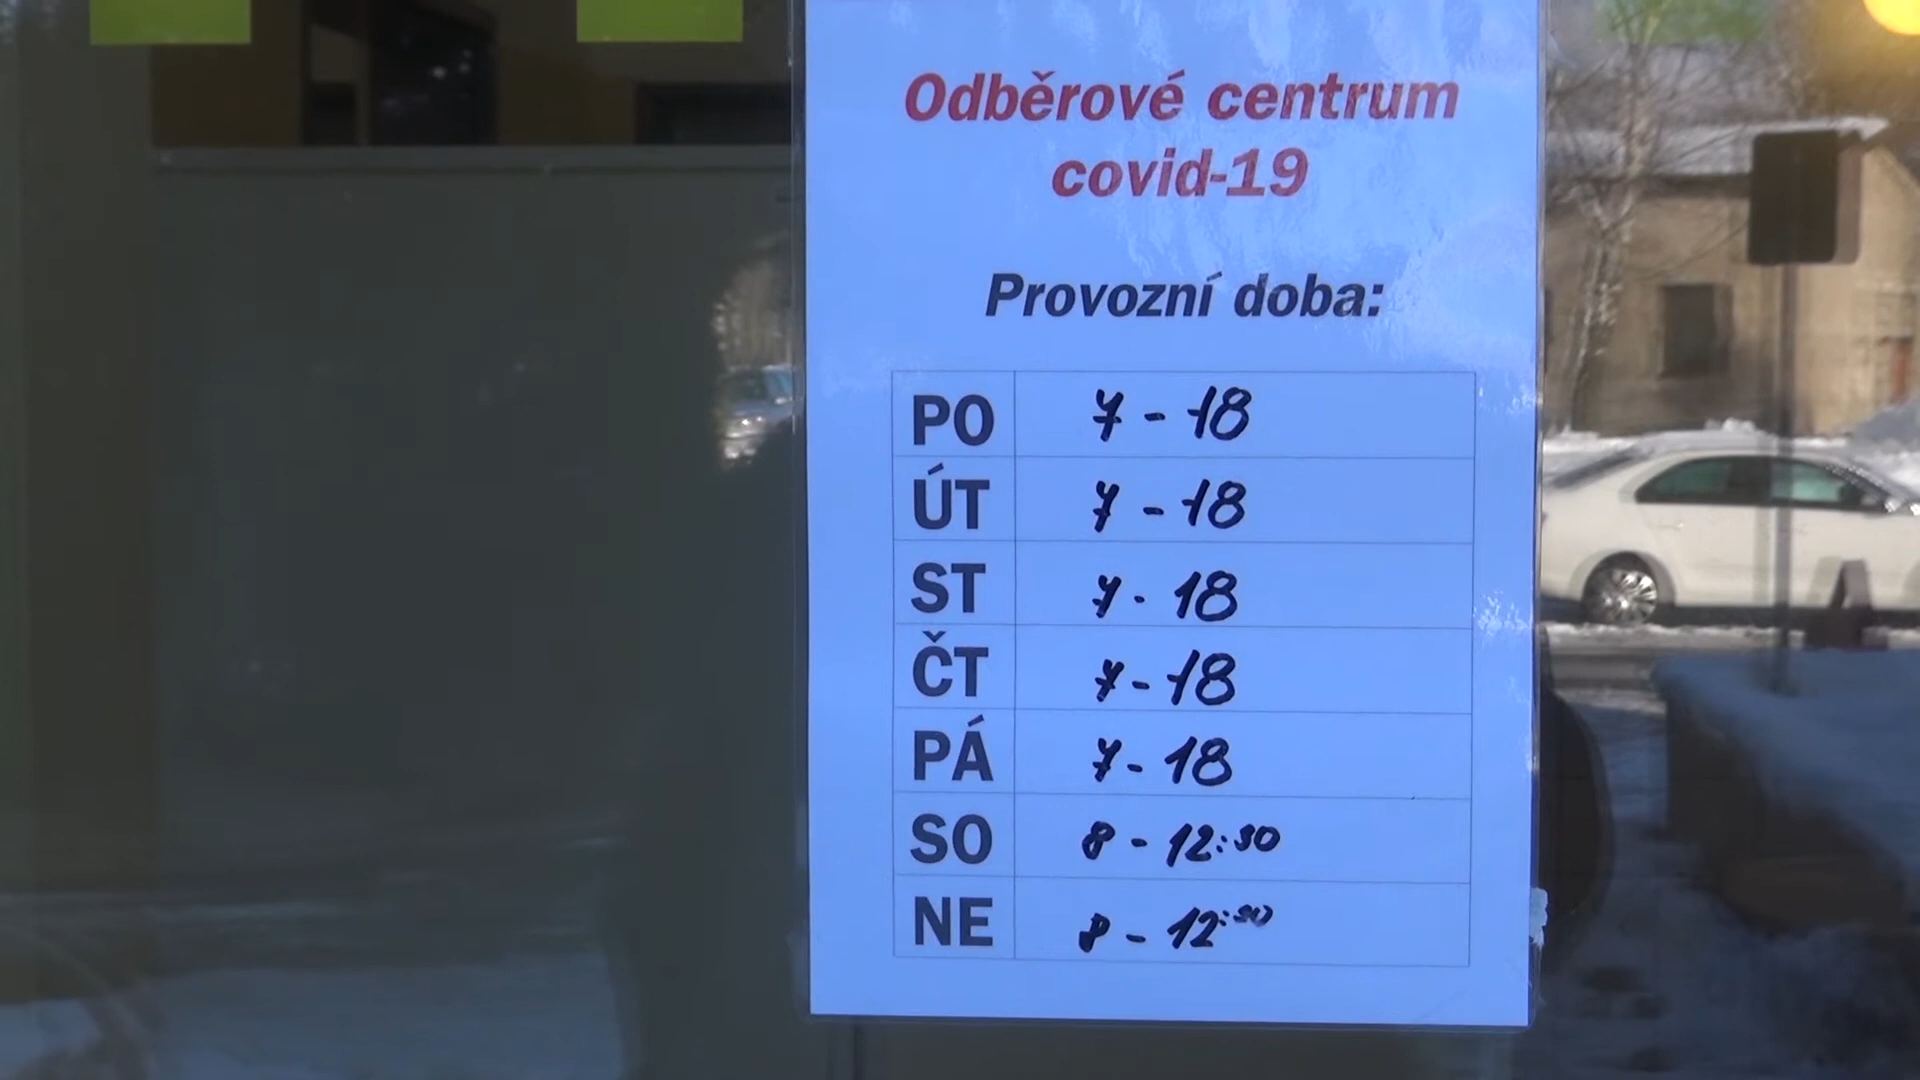 Odběrové centrum
covid-19
Provozní doba:
PO 7 - 18
ÚT 7 - 18
ST 7 - 18
ČT 7 - 18
PÁ 7 - 18
SO 8 - 12:30
NE 8 - 12:30